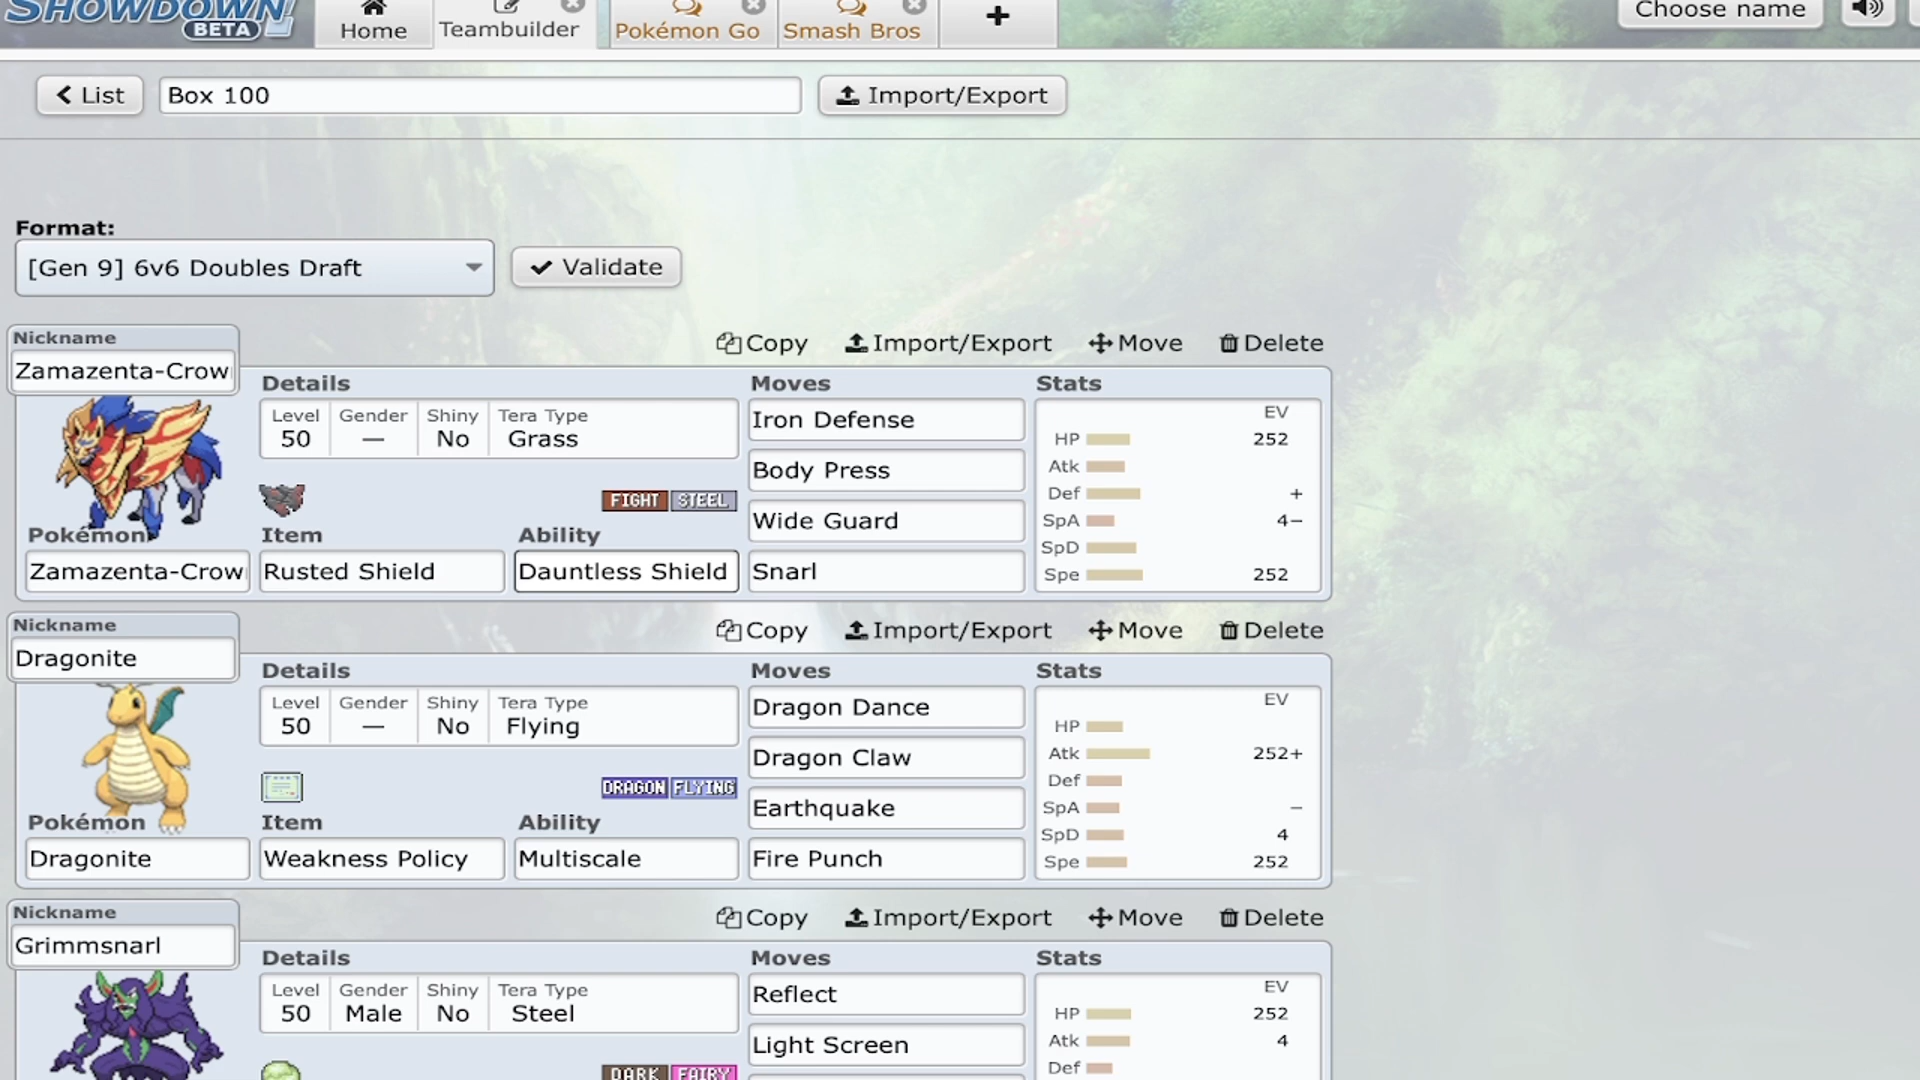 SHOWDOWN!
BETA
Home
Teambuilder
Pokémon Go
Smash Bros
+
Choose name
List
Box 100
Import/Export
Format:
[Gen 9] 6v6 Doubles Draft
Validate
Nickname
Zamazenta-Crow
Copy Import/Export Move Delete
Details
Level Gender Shiny Tera Type
50 — No Grass
FIGHT STEEL
Pokémon Item Ability
Zamazenta-Crow Rusted Shield Dauntless Shield
Moves
Iron Defense
Body Press
Wide Guard
Snarl
Stats
EV
HP 252
Atk
Def +
SpA 4−
SpD
Spe 252
Nickname
Dragonite
Copy Import/Export Move Delete
Details
Level Gender Shiny Tera Type
50 — No Flying
DRAGON FLYING
Pokémon Item Ability
Dragonite Weakness Policy Multiscale
Moves
Dragon Dance
Dragon Claw
Earthquake
Fire Punch
Stats
EV
HP
Atk 252+
Def
SpA −
SpD 4
Spe 252
Nickname
Grimmsnarl
Copy Import/Export Move Delete
Details
Level Gender Shiny Tera Type
50 Male No Steel
DARK FAIRY
Moves
Reflect
Light Screen
Stats
EV
HP 252
Atk 4
Def